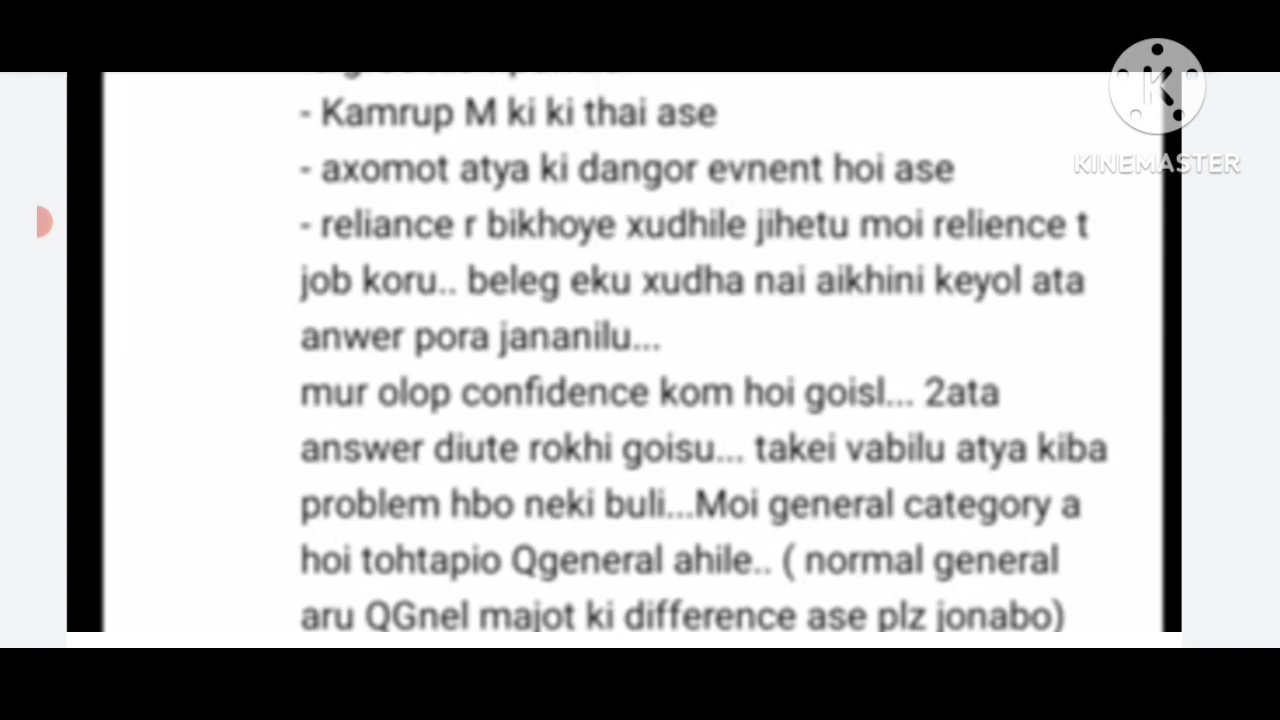 - Kamrup M ki ki thai ase
- axomot atya ki dangor evnent hoi ase
- reliance r bikhoye xudhile jihetu moi relience t
job koru.. beleg eku xudha nai aikhini keyol ata
anwer pora jananilu...
mur olop confidence kom hoi goisl... 2ata
answer diute rokhi goisu... takei vabilu atya kiba
problem hbo neki buli...Moi general category a
hoi tohtapio Qgeneral ahile.. ( normal general
aru QGnel majot ki difference ase plz jonabo)
KINEMASTER